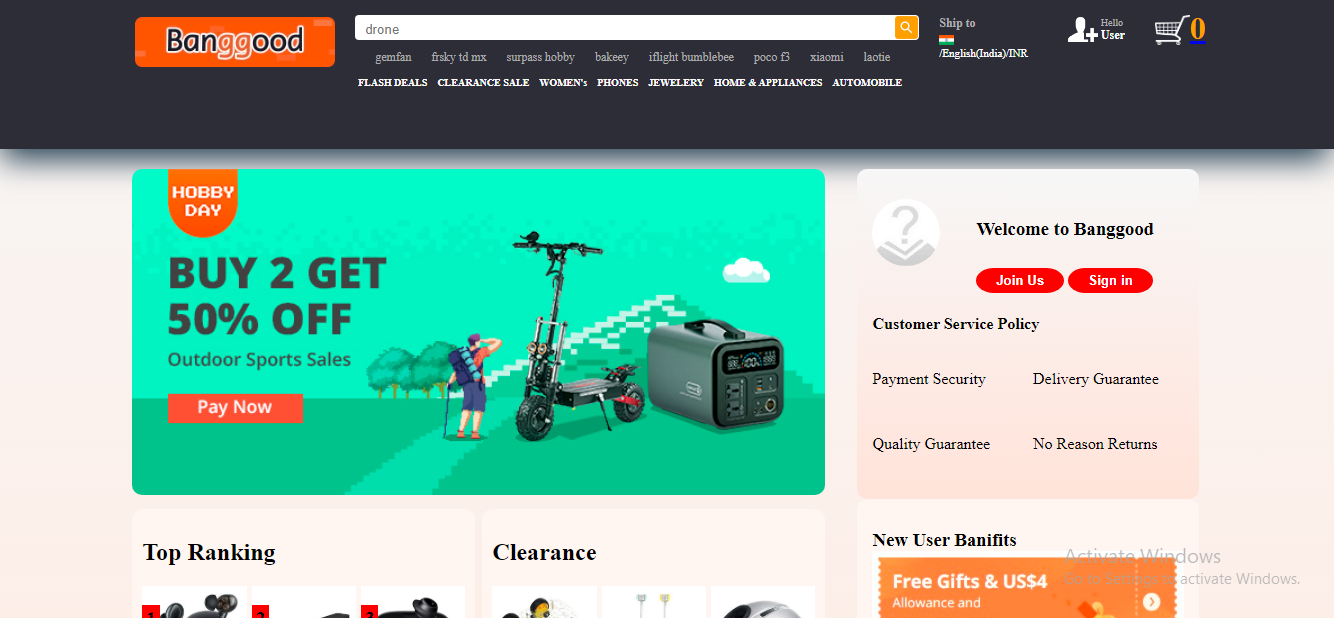 Banggood
drone
Ship to
/English(India)/INR
Hello
User
0
gemfan frsky td mx surpass hobby bakeey iflight bumblebee poco f3 xiaomi laotie
FLASH DEALS CLEARANCE SALE WOMEN's PHONES JEWELERY HOME & APPLIANCES AUTOMOBILE
HOBBY
DAY
BUY 2 GET
50% OFF
Outdoor Sports Sales
Pay Now
Welcome to Banggood
Join Us Sign in
Customer Service Policy
Payment Security Delivery Guarantee
Quality Guarantee No Reason Returns
Top Ranking
1 2 3
Clearance
New User Banifits
Free Gifts & US$4
Allowance and
Activate Windows
Go to Settings to activate Windows.